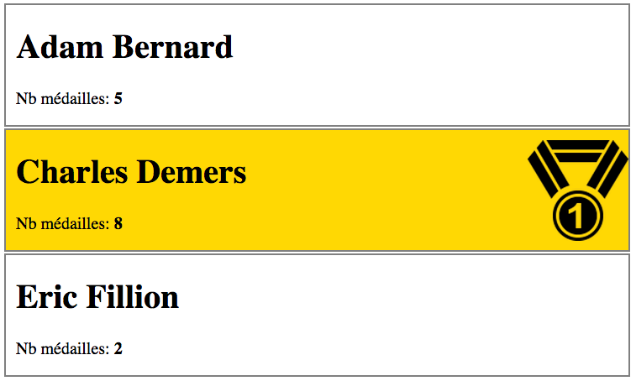 Adam Bernard
Nb médailles: 5
Charles Demers
1
Nb médailles: 8
Eric Fillion
Nb médailles: 2